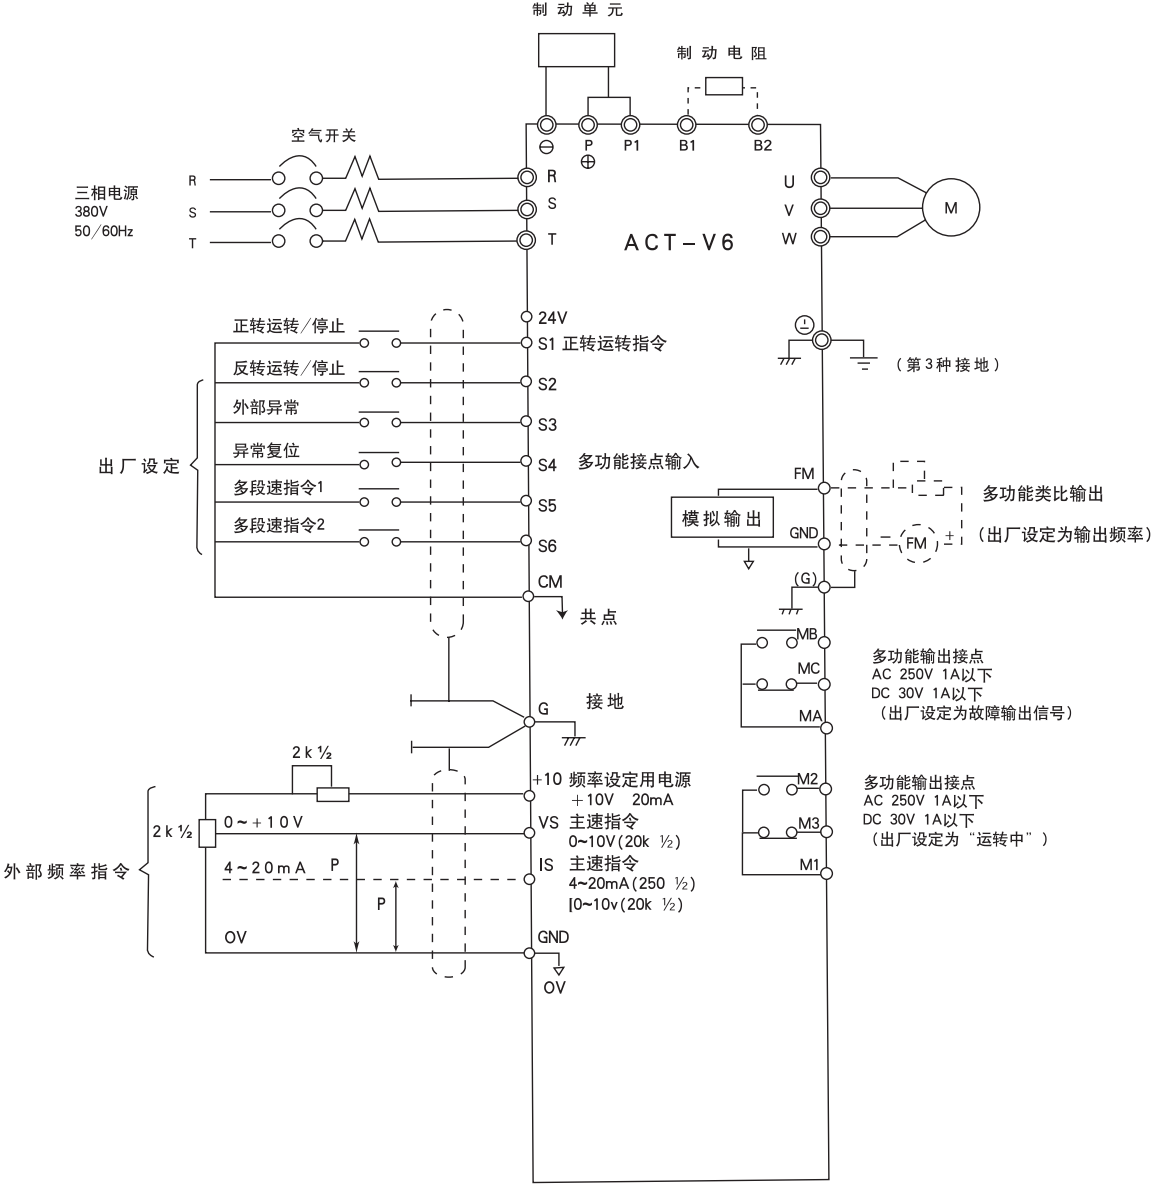 制动单元
制动电阻
空气开关
⊖
P
P1
B1
B2
⊕
R
三相电源
380V
50/60Hz
S
T
R
S
T
ACT-V6
U
V
W
M
24V
正转运转/停止
S1 正转运转指令
反转运转/停止
S2
(第3种接地)
外部异常
S3
出厂设定
异常复位
S4
多功能接点输入
多段速指令1
S5
多段速指令2
S6
CM
共点
FM
多功能类比输出
模拟输出
GND
FM
+
(出厂设定为输出频率)
(G)
MB
MC
MA
多功能输出接点
AC 250V 1A以下
DC 30V 1A以下
(出厂设定为故障输出信号)
G
接地
2k ½
+10 频率设定用电源
+10V 20mA
M2
M3
M1
多功能输出接点
AC 250V 1A以下
DC 30V 1A以下
(出厂设定为“运转中”)
2k ½
0~+10V
VS 主速指令
0~10V(20k ½)
外部频率指令
4~20mA
P
IS 主速指令
4~20mA(250 ½)
[0~10v(20k ½)
P
0V
GND
0V